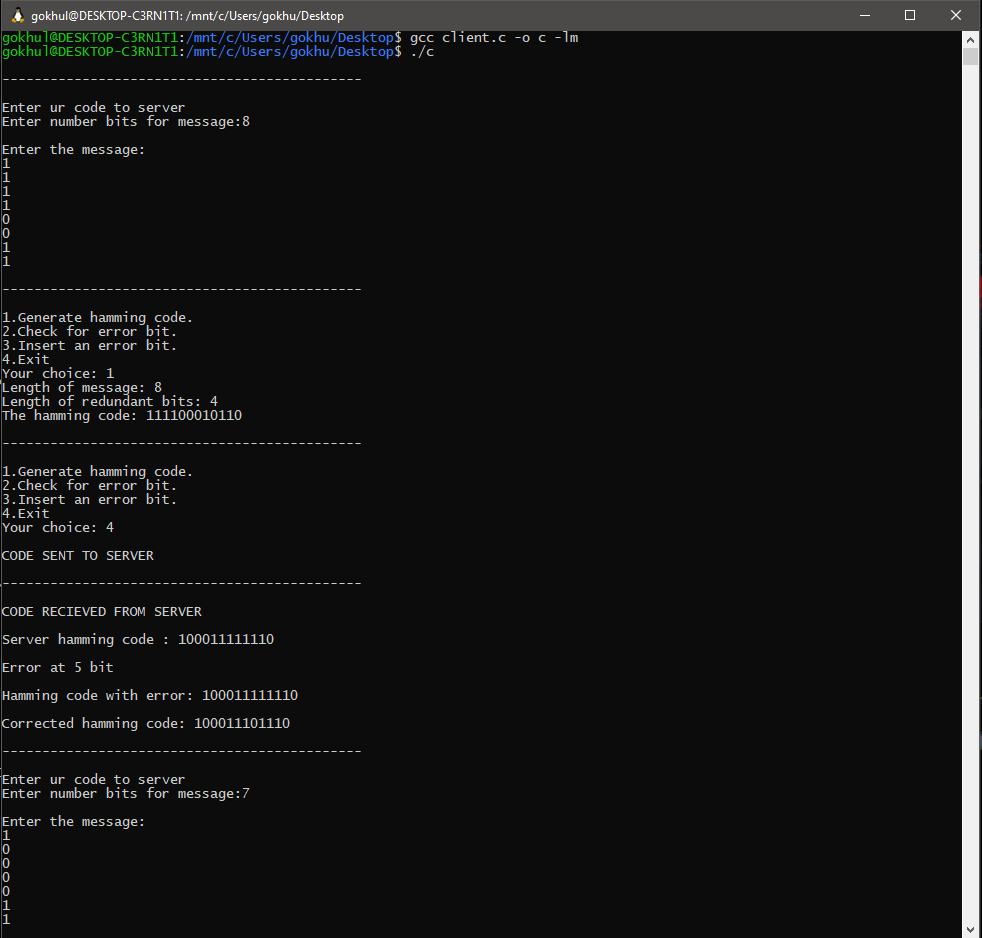 gokhul@DESKTOP-C3RN1T1: /mnt/c/Users/gokhu/Desktop
gokhul@DESKTOP-C3RN1T1:/mnt/c/Users/gokhu/Desktop$ gcc client.c -o c -lm
gokhul@DESKTOP-C3RN1T1:/mnt/c/Users/gokhu/Desktop$ ./c
---------------------------------------------
Enter ur code to server
Enter number bits for message:8
Enter the message:
1
1
1
1
0
0
1
1
---------------------------------------------
1.Generate hamming code.
2.Check for error bit.
3.Insert an error bit.
4.Exit
Your choice: 1
Length of message: 8
Length of redundant bits: 4
The hamming code: 111100010110
---------------------------------------------
1.Generate hamming code.
2.Check for error bit.
3.Insert an error bit.
4.Exit
Your choice: 4
CODE SENT TO SERVER
---------------------------------------------
CODE RECIEVED FROM SERVER
Server hamming code : 100011111110
Error at 5 bit
Hamming code with error: 100011111110
Corrected hamming code: 100011101110
---------------------------------------------
Enter ur code to server
Enter number bits for message:7
Enter the message:
1
0
0
0
0
1
1